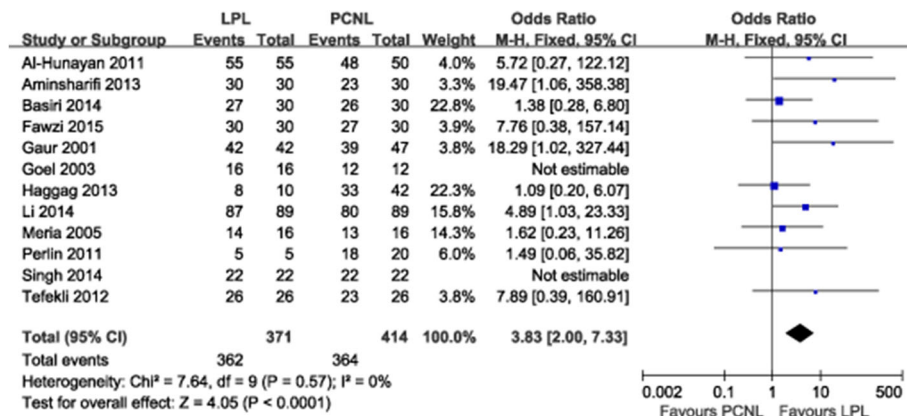 LPL PCNL Odds Ratio Odds Ratio
Study or Subgroup Events Total Events Total Weight M-H, Fixed, 95% CI M-H, Fixed, 95% CI
Al-Hunayan 2011 55 55 48 50 4.0% 5.72 [0.27, 122.12]
Aminsharifi 2013 30 30 23 30 3.3% 19.47 [1.06, 358.38]
Basiri 2014 27 30 26 30 22.8% 1.38 [0.28, 6.80]
Fawzi 2015 30 30 27 30 3.9% 7.76 [0.38, 157.14]
Gaur 2001 42 42 39 47 3.8% 18.29 [1.02, 327.44]
Goel 2003 16 16 12 12 Not estimable
Haggag 2013 8 10 33 42 22.3% 1.09 [0.20, 6.07]
Li 2014 87 89 80 89 15.8% 4.89 [1.03, 23.33]
Meria 2005 14 16 13 16 14.3% 1.62 [0.23, 11.26]
Perlin 2011 5 5 18 20 6.0% 1.49 [0.06, 35.82]
Singh 2014 22 22 22 22 Not estimable
Tefekli 2012 26 26 23 26 3.8% 7.89 [0.39, 160.91]
Total (95% CI) 371 414 100.0% 3.83 [2.00, 7.33]
Total events 362 364
Heterogeneity: Chi² = 7.64, df = 9 (P = 0.57); I² = 0%
Test for overall effect: Z = 4.05 (P < 0.0001)
0.002 0.1 1 10 500
Favours PCNL Favours LPL